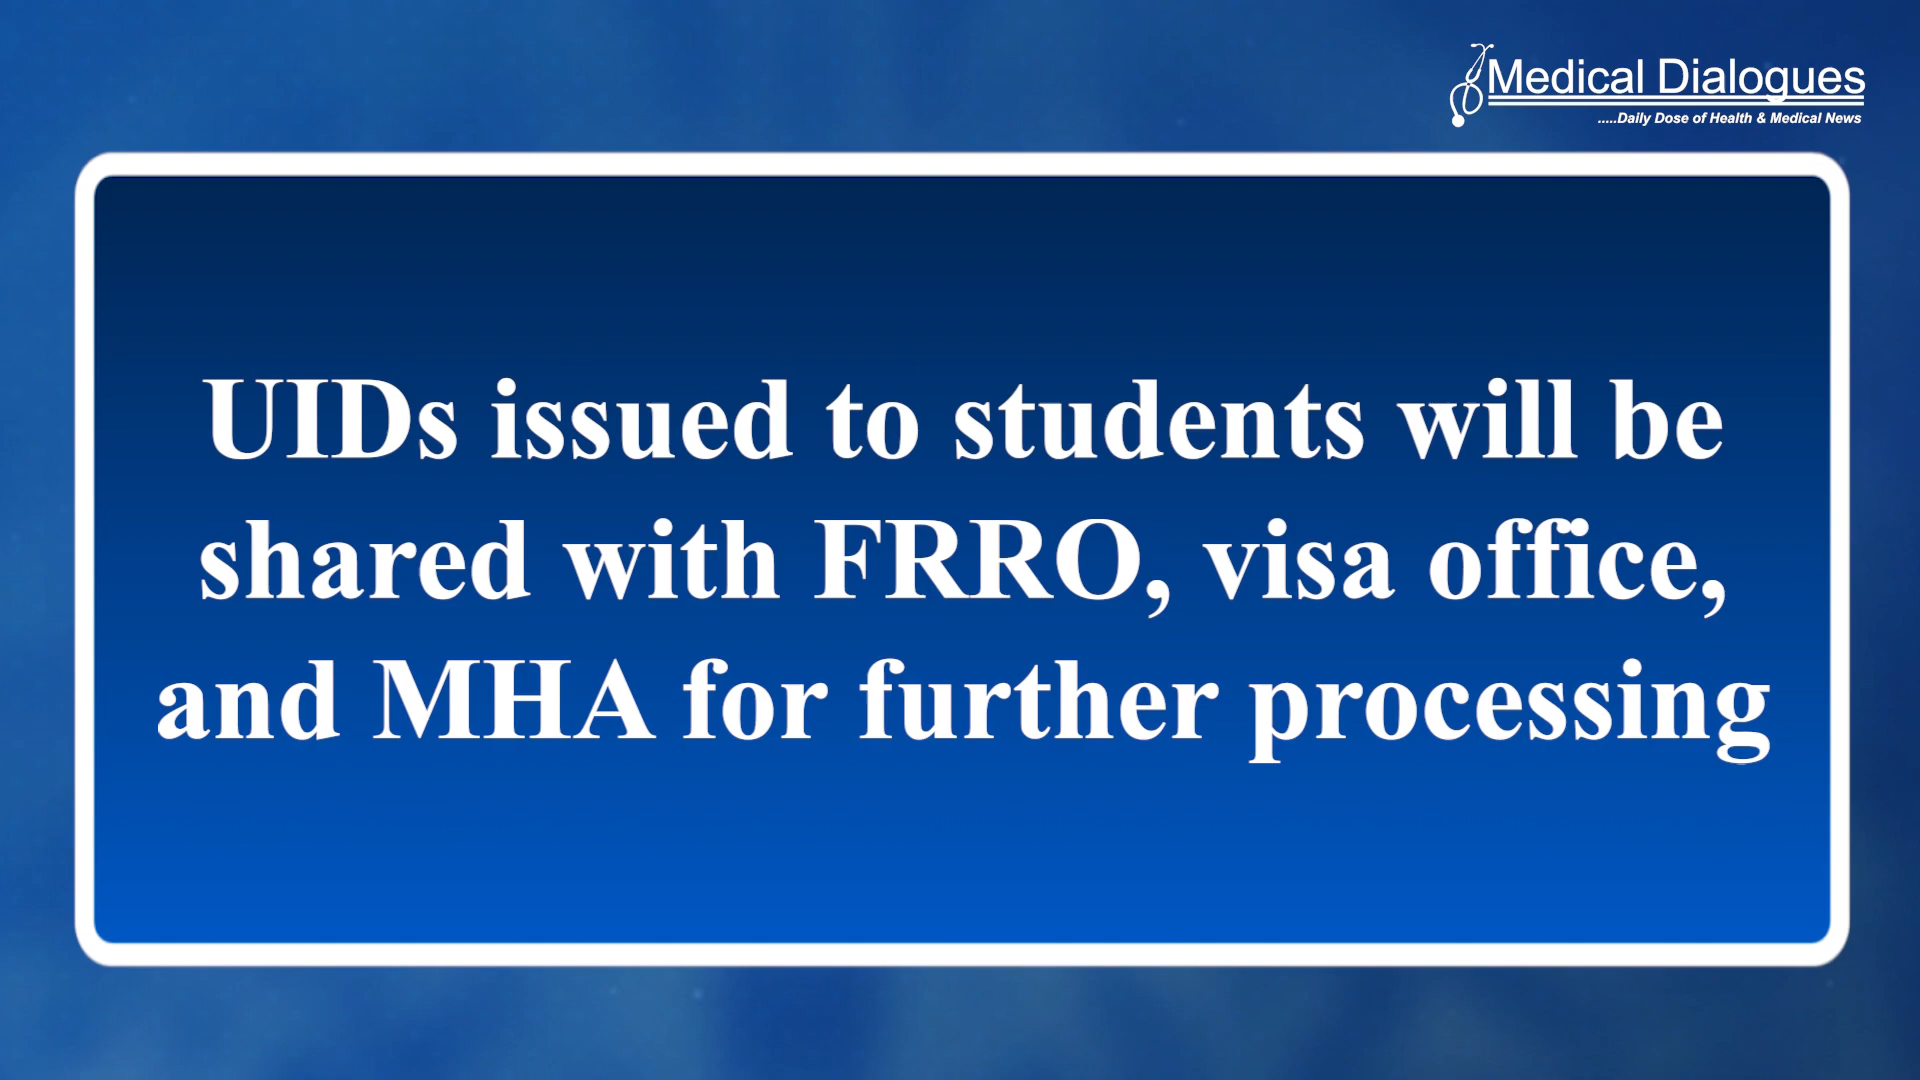 Medical Dialogues
.....Daily Dose of Health & Medical News
UIDs issued to students will be
shared with FRRO, visa office,
and MHA for further processing